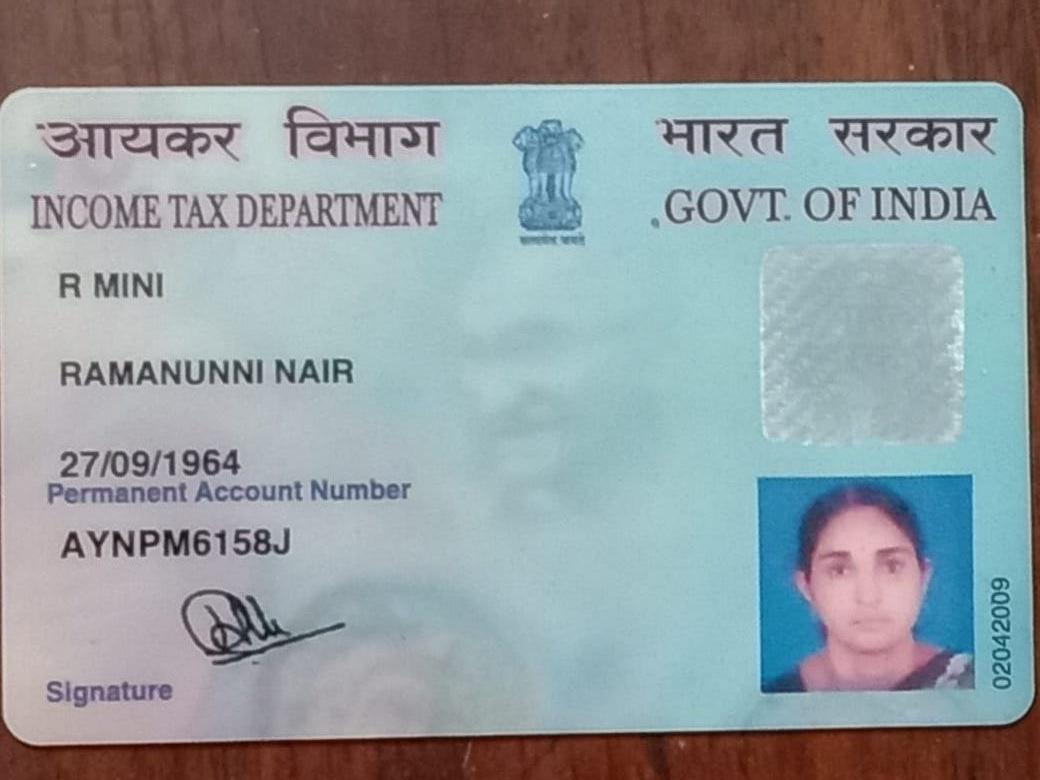 आयकर विभाग
INCOME TAX DEPARTMENT
भारत सरकार
GOVT. OF INDIA
सत्यमेव जयते
R MINI
RAMANUNNI NAIR
27/09/1964
Permanent Account Number
AYNPM6158J
Signature
02042009